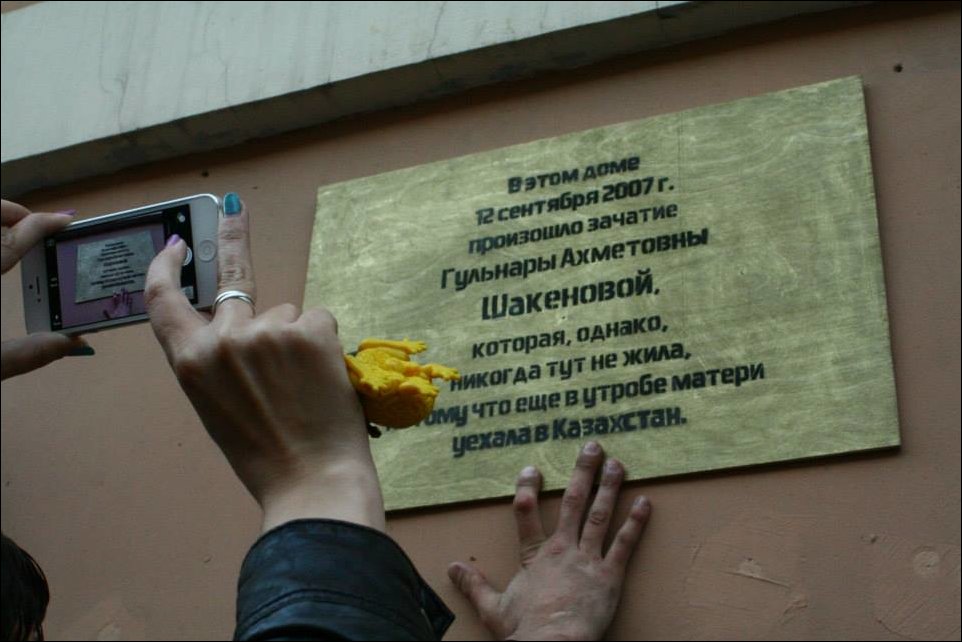 В этом доме
12 сентября 2007 г.
произошло зачатие
Гульнары Ахметовны
Шакеновой,
которая, однако,
никогда тут не жила,
что еще в утробе матери
уехала в Казахстан.